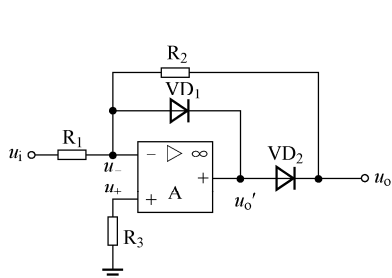 R₂
VD₁
R₁
uᵢ
u₋
− ▷ ∞
VD₂
u₊
+
+ A
uₒ′
uₒ
R₃